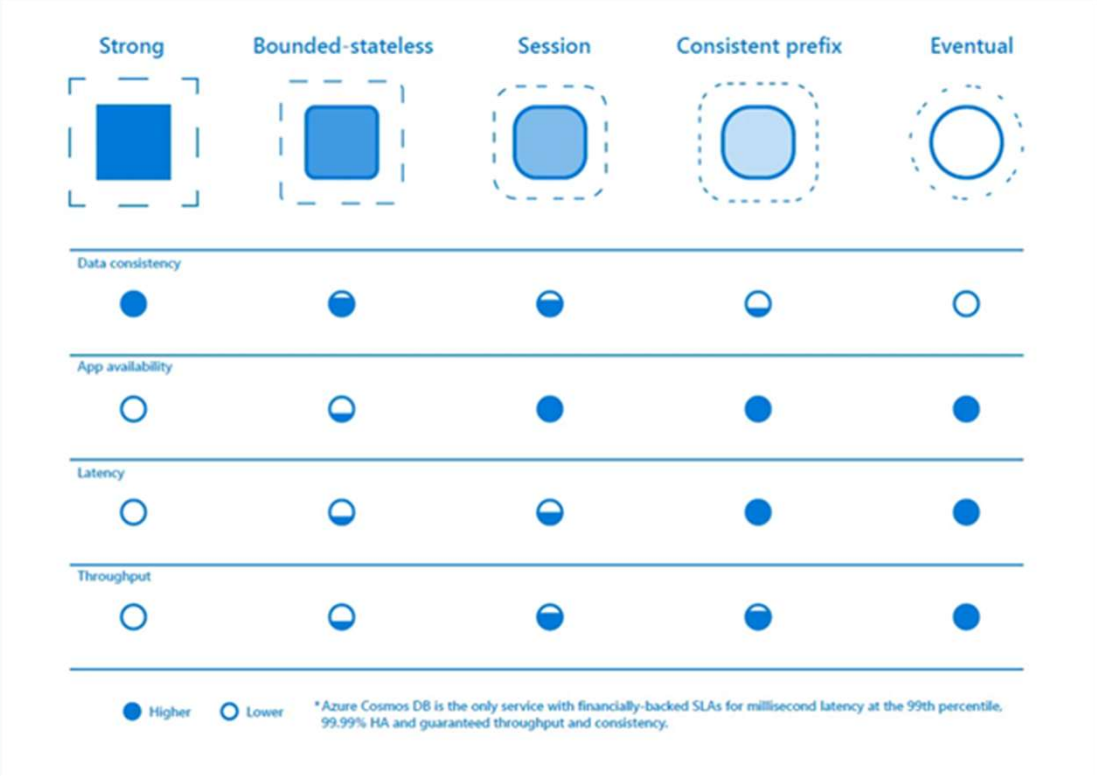 Strong Bounded-stateless Session Consistent prefix Eventual
Data consistency
App availability
Latency
Throughput
Higher Lower
*Azure Cosmos DB is the only service with financially-backed SLAs for millisecond latency at the 99th percentile,
99.99% HA and guaranteed throughput and consistency.